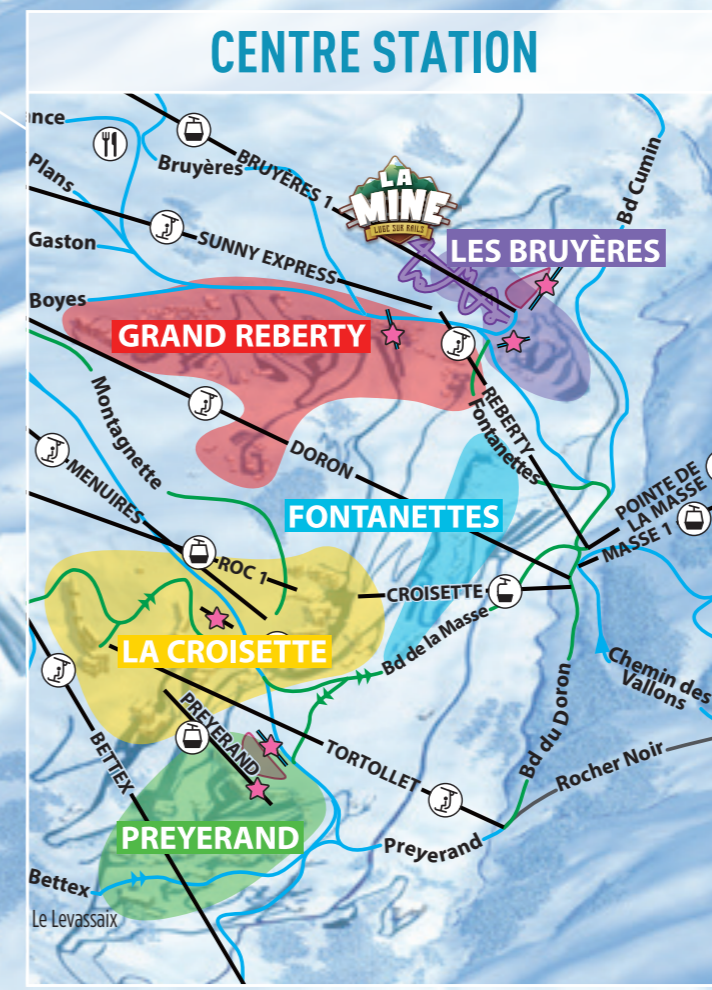 CENTRE STATION
Bd Cumin
Bruyères
BRUYÈRES 1
LA
MINE
LUGE SUR RAILS
Plans
SUNNY EXPRESS
Gaston
LES BRUYÈRES
Boyes
GRAND REBERTY
REBERTY
Fontanettes
Montagnette
DORON
MENUIRES
POINTE DE
LA MASSE
MASSE 1
FONTANETTES
ROC 1
CROISETTE
Bd de la Masse
LA CROISETTE
Chemin des
Vallons
PREYERAND
BETTEX
TORTOLLET
Bd du Doron
Rocher Noir
PREYERAND
Preyerand
Bettex
Le Levassaix